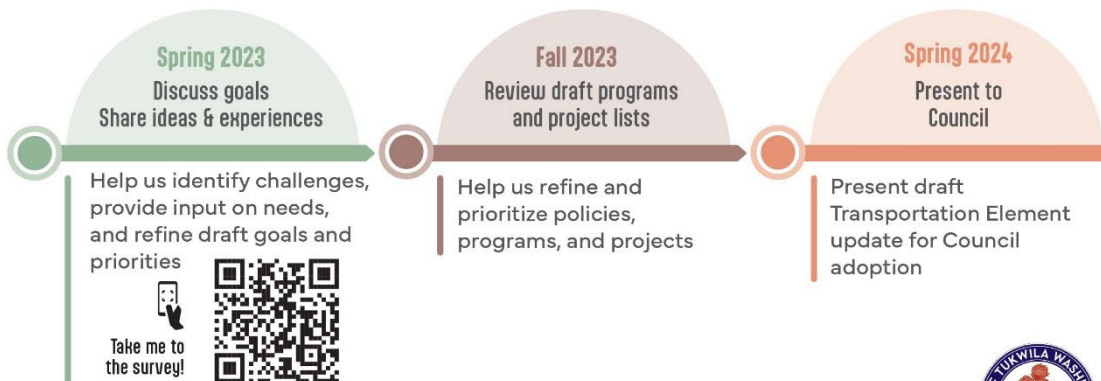 Spring 2023
Discuss goals
Share ideas & experiences
Help us identify challenges,
provide input on needs,
and refine draft goals and
priorities
Take me to
the survey!
Fall 2023
Review draft programs
and project lists
Help us refine and
prioritize policies,
programs, and projects
Spring 2024
Present to
Council
Present draft
Transportation Element
update for Council
adoption
TUKWILA